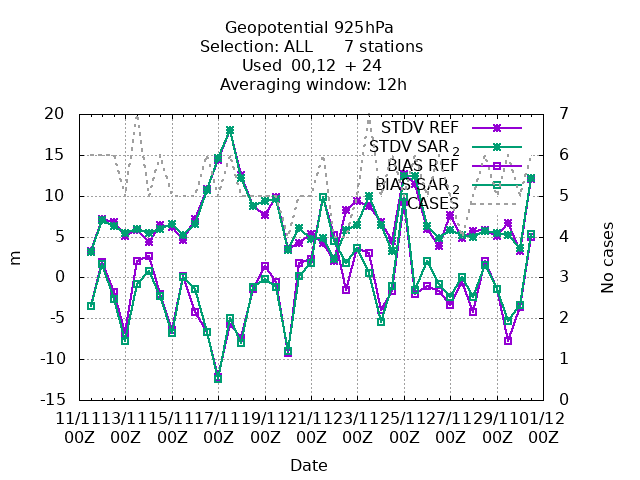 Geopotential 925hPa
Selection: ALL 7 stations
Used 00,12 + 24
Averaging window: 12h
20 7
STDV REF
STDV SAR_2
15 6
BIAS REF
BIAS SAR_2
10 5
CASES
5 4
0 3
-5 2
-10 1
-15 0
m
No cases
11/11 13/11 15/11 17/11 19/11 21/11 23/11 25/11 27/11 29/11 01/12
00Z 00Z 00Z 00Z 00Z 00Z 00Z 00Z 00Z 00Z 00Z
Date